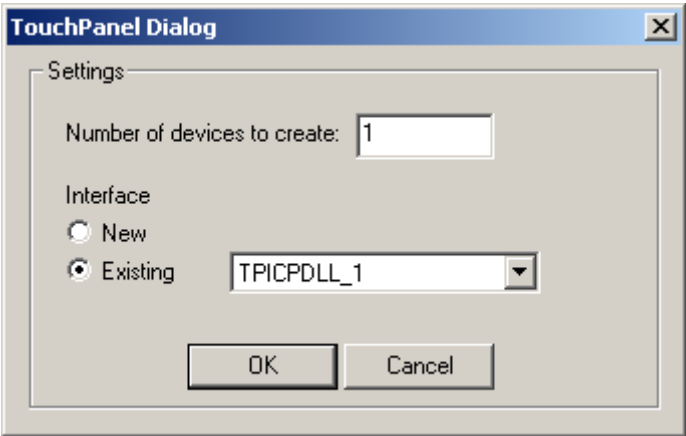 TouchPanel Dialog
Settings
Number of devices to create: 1
Interface
New
Existing TPICPDLL_1
OK Cancel